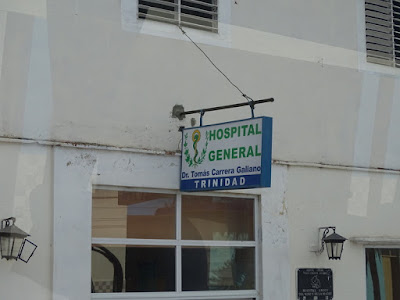 HOSPITAL
GENERAL
Dr. Tomás Carrera Galiano
TRINIDAD